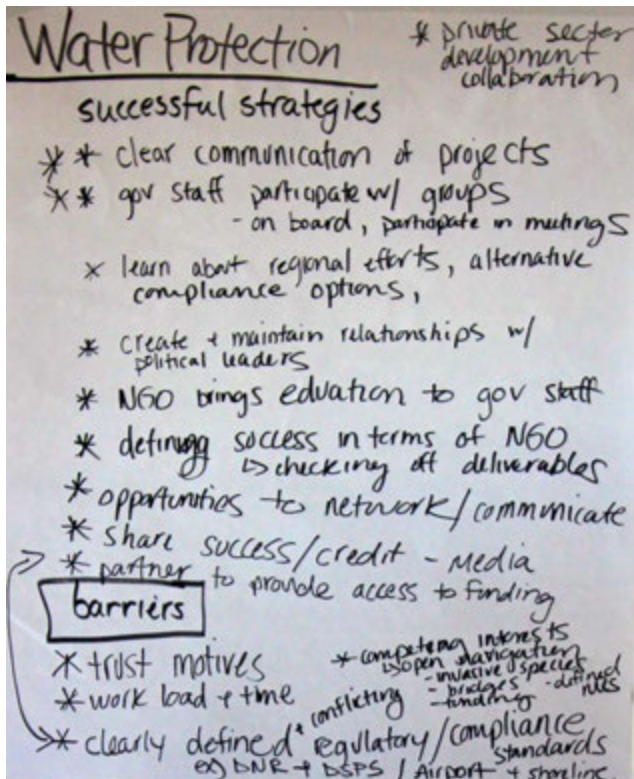 Water Protection
* private sector
development
collaboration
successful strategies
* * clear communication of projects
* * gov staff participate w/ groups
- on board, participate in meetings
* learn about regional efforts, alternative
compliance options,
* create + maintain relationships w/
political leaders
* NGO brings eduation to gov staff
* defining success in terms of NGO
↳ checking off deliverables
* opportunities to network/communicate
* share success/credit - media
* partner to provide access to funding
barriers
* trust motives
* work load + time
* competing interests
↳ open navigation
- invasive species
- bridges - defined
- funding rules
* clearly defined + conflicting regulatory/compliance
standards
ex) DNR + DSPS / Airport + shoreline